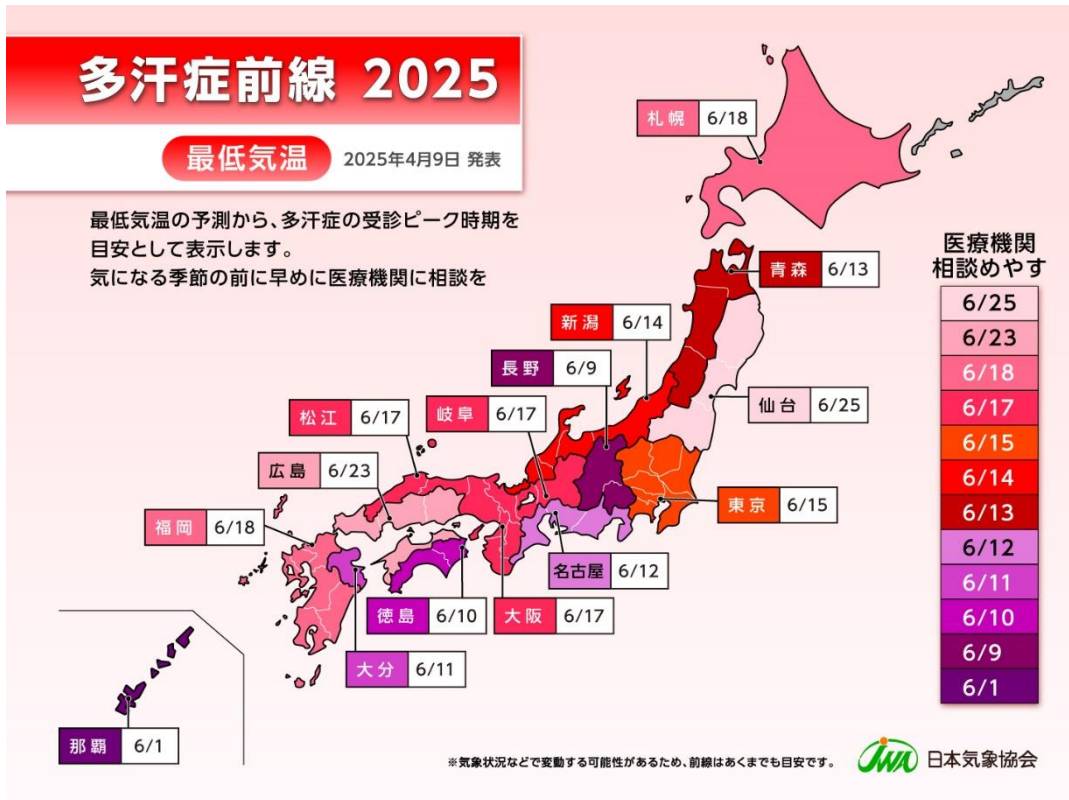 多汗症前線 2025
最低気温 2025年4月9日 発表
最低気温の予測から、多汗症の受診ピーク時期を
目安として表示します。
気になる季節の前に早めに医療機関に相談を
札幌 6/18
青森 6/13
新潟 6/14
長野 6/9
仙台 6/25
松江 6/17
岐阜 6/17
広島 6/23
東京 6/15
福岡 6/18
名古屋 6/12
徳島 6/10
大阪 6/17
大分 6/11
那覇 6/1
医療機関
相談めやす
6/25
6/23
6/18
6/17
6/15
6/14
6/13
6/12
6/11
6/10
6/9
6/1
※気象状況などで変動する可能性があるため、前線はあくまでも目安です。
JWA 日本気象協会